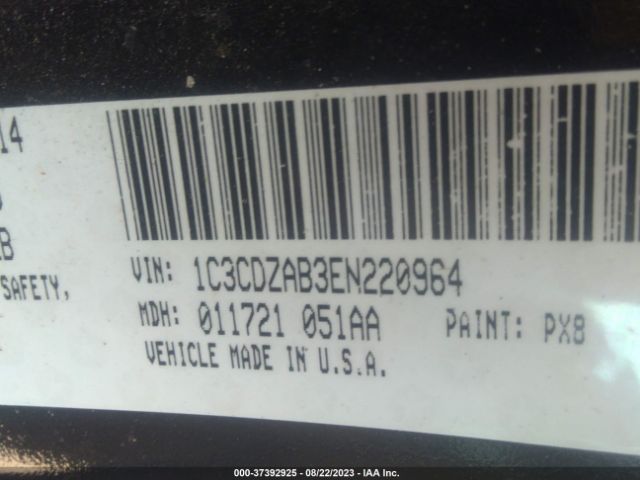 14
B
SAFETY,
VIN: 1C3CDZAB3EN220964
MDH: 011721 051AA PAINT: PX8
VEHICLE MADE IN U.S.A.
000-37392925 - 08/22/2023 - IAA Inc.